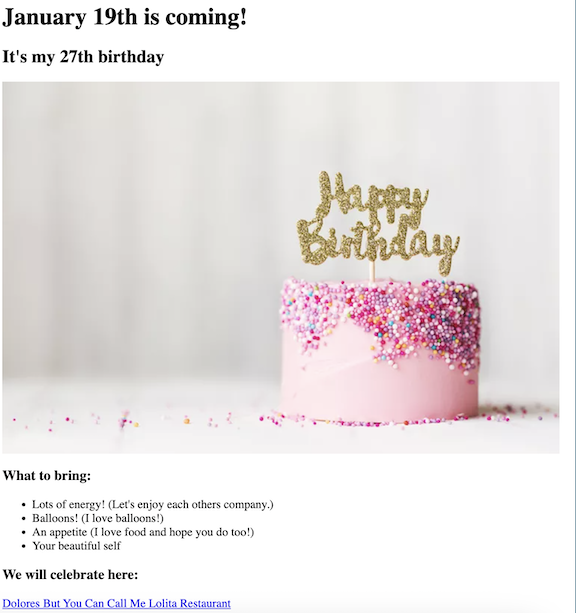 January 19th is coming!
It's my 27th birthday
Happy
Birthday
What to bring:
Lots of energy! (Let's enjoy each others company.)
Balloons! (I love balloons!)
An appetite (I love food and hope you do too!)
Your beautiful self
We will celebrate here:
Dolores But You Can Call Me Lolita Restaurant